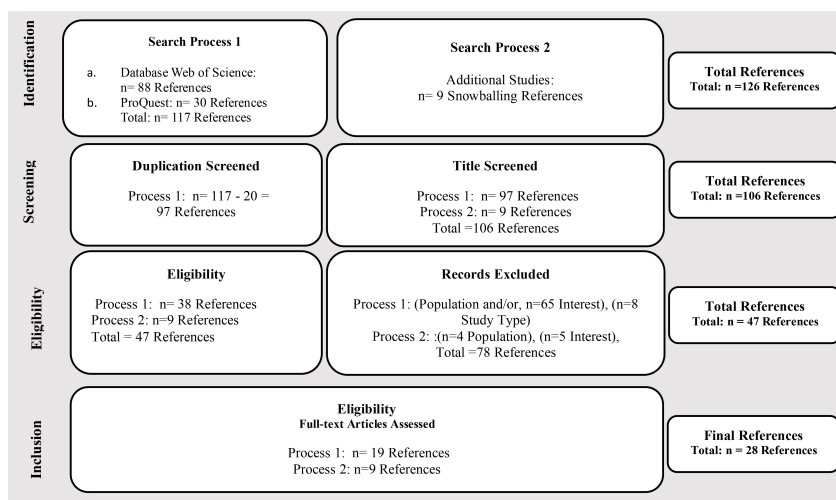 Identification
Search Process 1
a. Database Web of Science:
n= 88 References
b. ProQuest: n= 30 References
Total: n= 117 References
Search Process 2
Additional Studies:
n= 9 Snowballing References
Total References
Total: n =126 References
Screening
Duplication Screened
Process 1: n= 117 - 20 =
97 References
Title Screened
Process 1: n= 97 References
Process 2: n= 9 References
Total =106 References
Total References
Total: n =106 References
Eligibility
Eligibility
Process 1: n= 38 References
Process 2: n=9 References
Total = 47 References
Records Excluded
Process 1: (Population and/or, n=65 Interest), (n=8
Study Type)
Process 2: :(n=4 Population), (n=5 Interest),
Total =78 References
Total References
Total: n = 47 References
Inclusion
Eligibility
Full-text Articles Assessed
Process 1: n= 19 References
Process 2: n=9 References
Final References
Total: n = 28 References